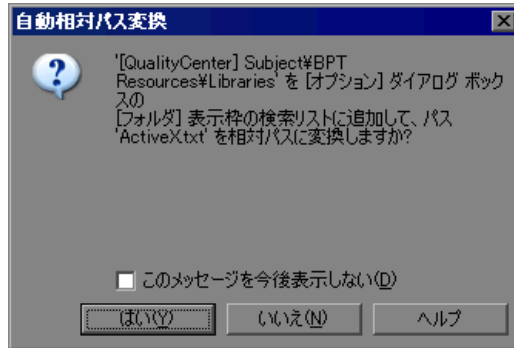 自動相対パス変換
'[QualityCenter] Subject¥BPT
Resources¥Libraries' を [オプション] ダイアログ ボック
スの
[フォルダ] 表示枠の検索リストに追加して、パス
'ActiveX.txt' を相対パスに変換しますか?
このメッセージを今後表示しない(D)
はい(Y) いいえ(N) ヘルプ